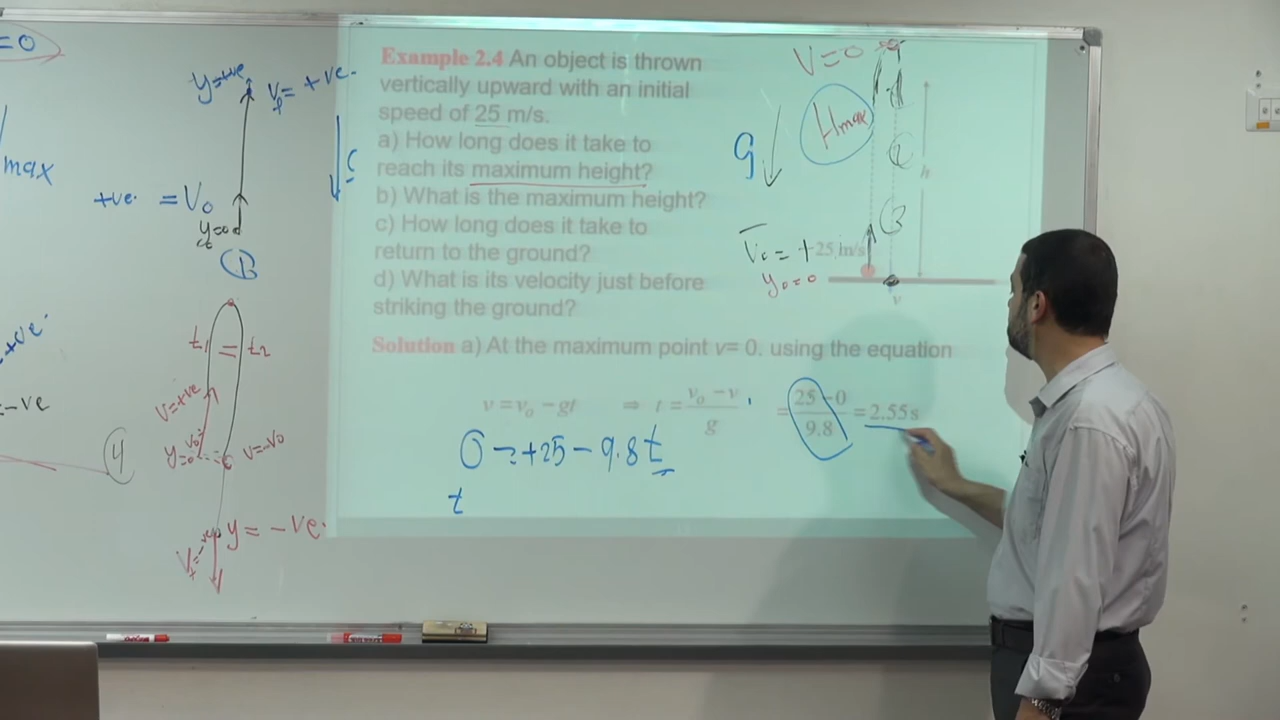 =0
max
y=+ve
Vf= +ve.
+ve. = V0
y=0
B
t1 = t2
V=+ve
V0
y=0
V=-V0
+ve
-ve
4
y= -ve.
Example 2.4 An object is thrown
vertically upward with an initial
speed of 25 m/s.
a) How long does it take to
reach its maximum height?
b) What is the maximum height?
c) How long does it take to
return to the ground?
d) What is its velocity just before
striking the ground?
V=0
Hmax
g
h
V0 = +25 m/s
y0=0
v
Solution a) At the maximum point v= 0. using the equation
v = v0 − gt ⇒ t = (v0 − v)/g = (25 − 0)/9.8 = 2.55 s
0 = +25 - 9.8 t
t